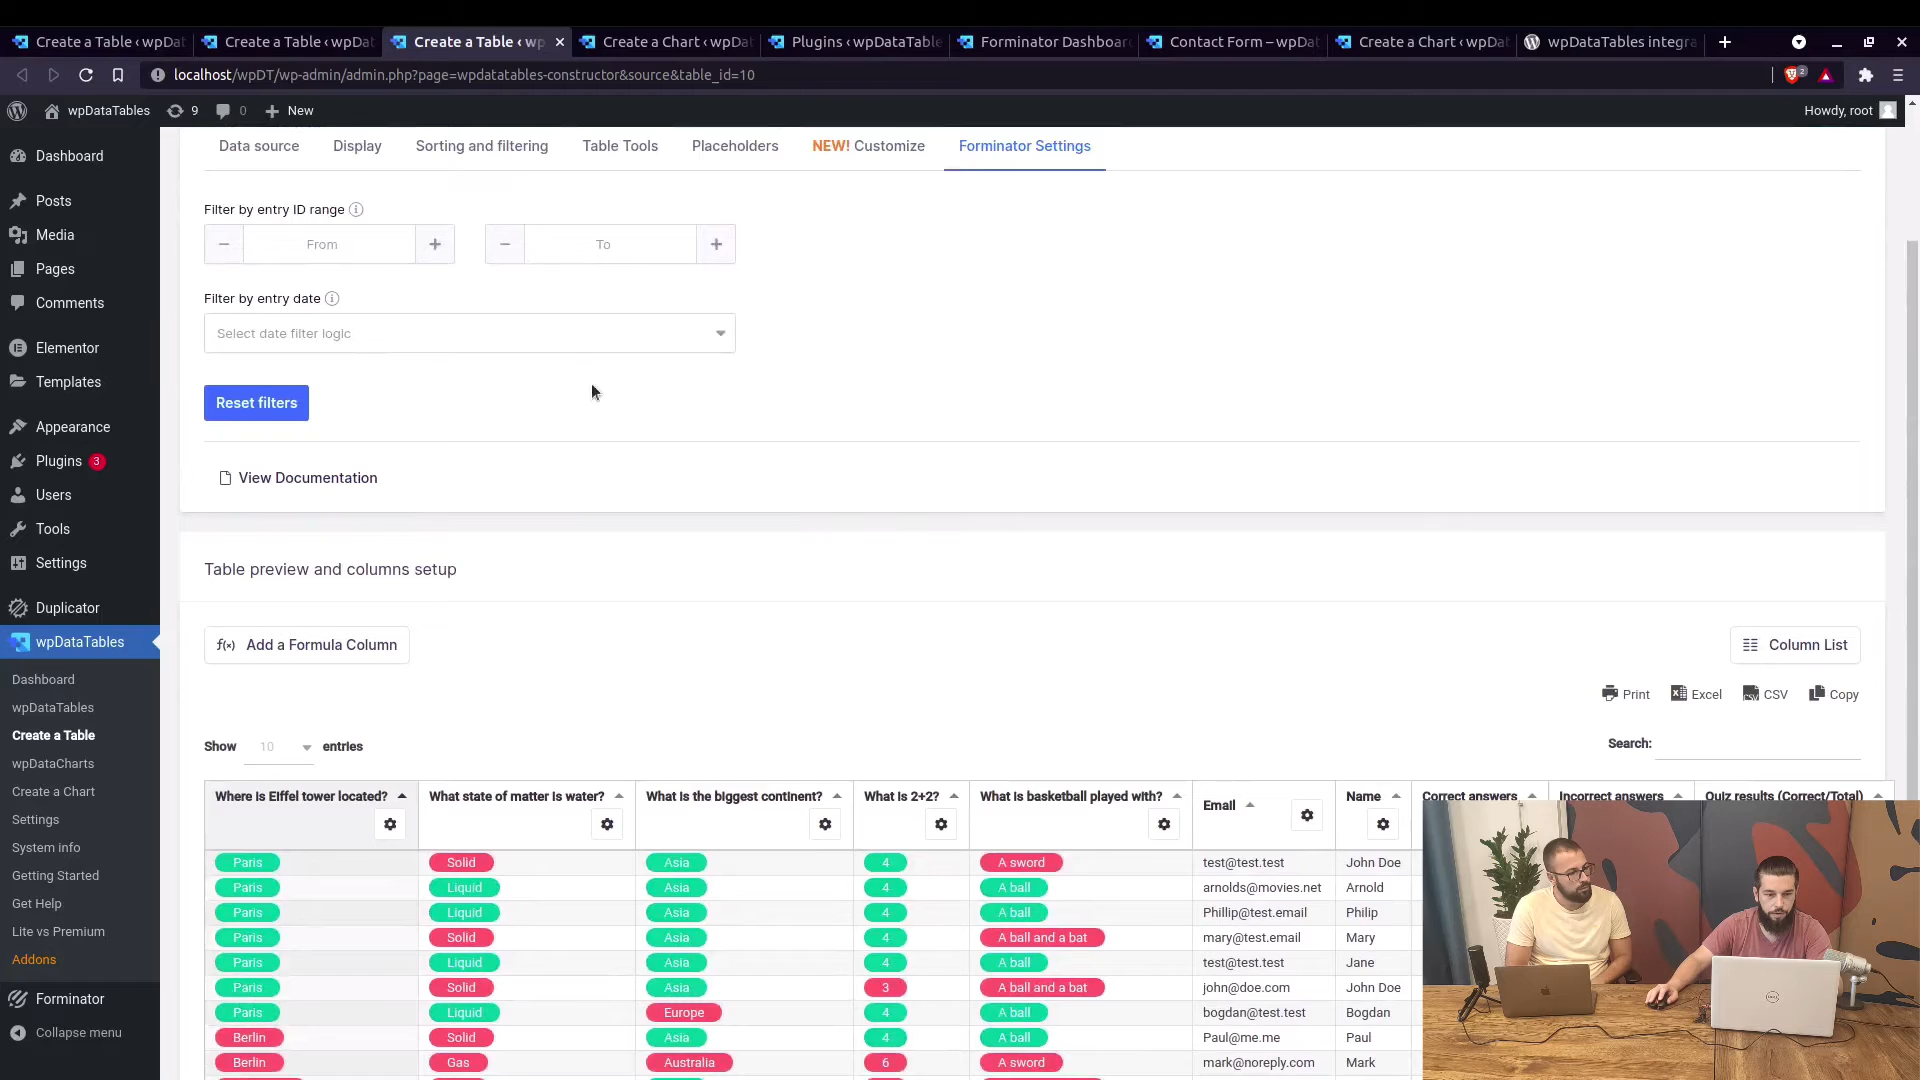 Create a Table ‹ wpDat
Create a Table ‹ wpDat
Create a Table ‹ wp
Create a Chart ‹ wpDat
Plugins ‹ wpDataTable
Forminator Dashboar
Contact Form – wpDat
Create a Chart ‹ wpDat
wpDataTables integra
localhost/wpDT/wp-admin/admin.php?page=wpdatatables-constructor&source&table_id=10
2
wpDataTables 9 0 New
Howdy, root
Dashboard
Posts
Media
Pages
Comments
Elementor
Templates
Appearance
Plugins 3
Users
Tools
Settings
Duplicator
wpDataTables
Dashboard
wpDataTables
Create a Table
wpDataCharts
Create a Chart
Settings
System info
Getting Started
Get Help
Lite vs Premium
Addons
Forminator
Collapse menu
Data source Display Sorting and filtering Table Tools Placeholders NEW! Customize Forminator Settings
Filter by entry ID range
From To
Filter by entry date
Select date filter logic
Reset filters
View Documentation
Table preview and columns setup
f(x) Add a Formula Column
Column List
Print Excel CSV Copy
Show 10 entries
Search:
Where is Eiffel tower located? What state of matter is water? What is the biggest continent? What is 2+2? What is basketball played with? Email Name Correct answers Incorrect answers Quiz results (Correct/Total)
Paris Solid Asia 4 A sword test@test.test John Doe
Paris Liquid Asia 4 A ball arnolds@movies.net Arnold
Paris Liquid Asia 4 A ball Phillip@test.email Philip
Paris Solid Asia 4 A ball and a bat mary@test.email Mary
Paris Liquid Asia 4 A ball test@test.test Jane
Paris Solid Asia 3 A ball and a bat john@doe.com John Doe
Paris Liquid Europe 4 A ball bogdan@test.test Bogdan
Berlin Solid Asia 4 A ball Paul@me.me Paul
Berlin Gas Australia 6 A sword mark@noreply.com Mark